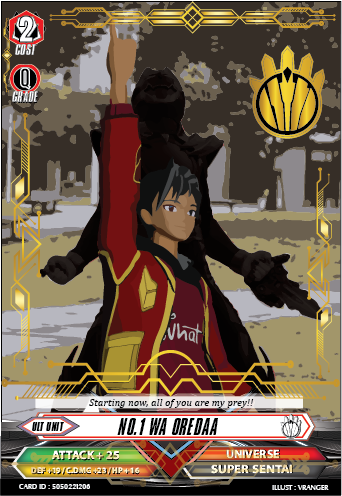 2
COST
0
GRADE
What
Starting now, all of you are my prey!!
ULT UNIT
NO.1 WA OREDAA
ATTACK + 25
UNIVERSE
DEF +19/C.DMG +23/HP +16
SUPER SENTAI
CARD ID : 5050221206
ILLUST : VRANGER